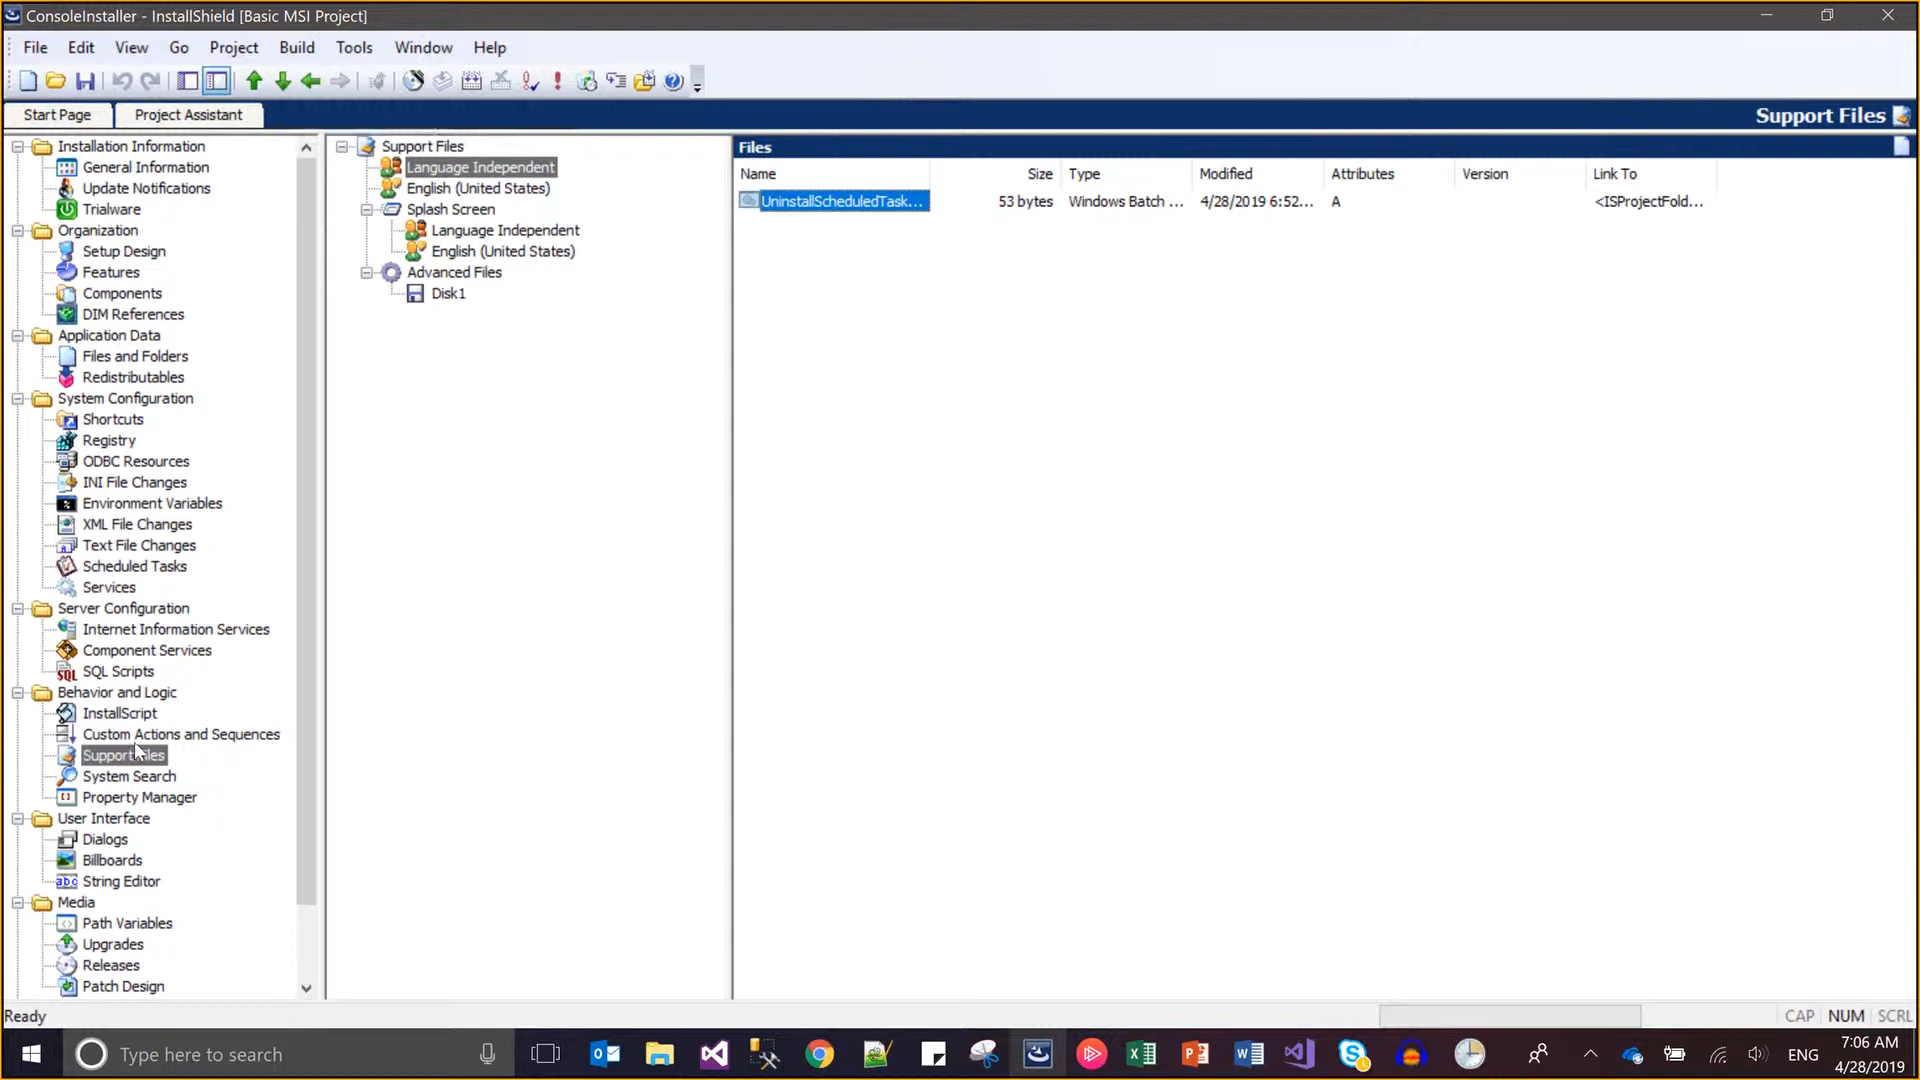 ConsoleInstaller - InstallShield [Basic MSI Project]
File Edit View Go Project Build Tools Window Help
Start Page Project Assistant Support Files
Installation Information
General Information
Update Notifications
Trialware
Organization
Setup Design
Features
Components
DIM References
Application Data
Files and Folders
Redistributables
System Configuration
Shortcuts
Registry
ODBC Resources
INI File Changes
Environment Variables
XML File Changes
Text File Changes
Scheduled Tasks
Services
Server Configuration
Internet Information Services
Component Services
SQL Scripts
Behavior and Logic
InstallScript
Custom Actions and Sequences
Support Files
System Search
Property Manager
User Interface
Dialogs
Billboards
String Editor
Media
Path Variables
Upgrades
Releases
Patch Design
Support Files
Language Independent
English (United States)
Splash Screen
Language Independent
English (United States)
Advanced Files
Disk1
Files
Name Size Type Modified Attributes Version Link To
UninstallScheduledTask... 53 bytes Windows Batch ... 4/28/2019 6:52... A <ISProjectFold...
Ready CAP NUM SCRL
Type here to search
ENG
7:06 AM
4/28/2019